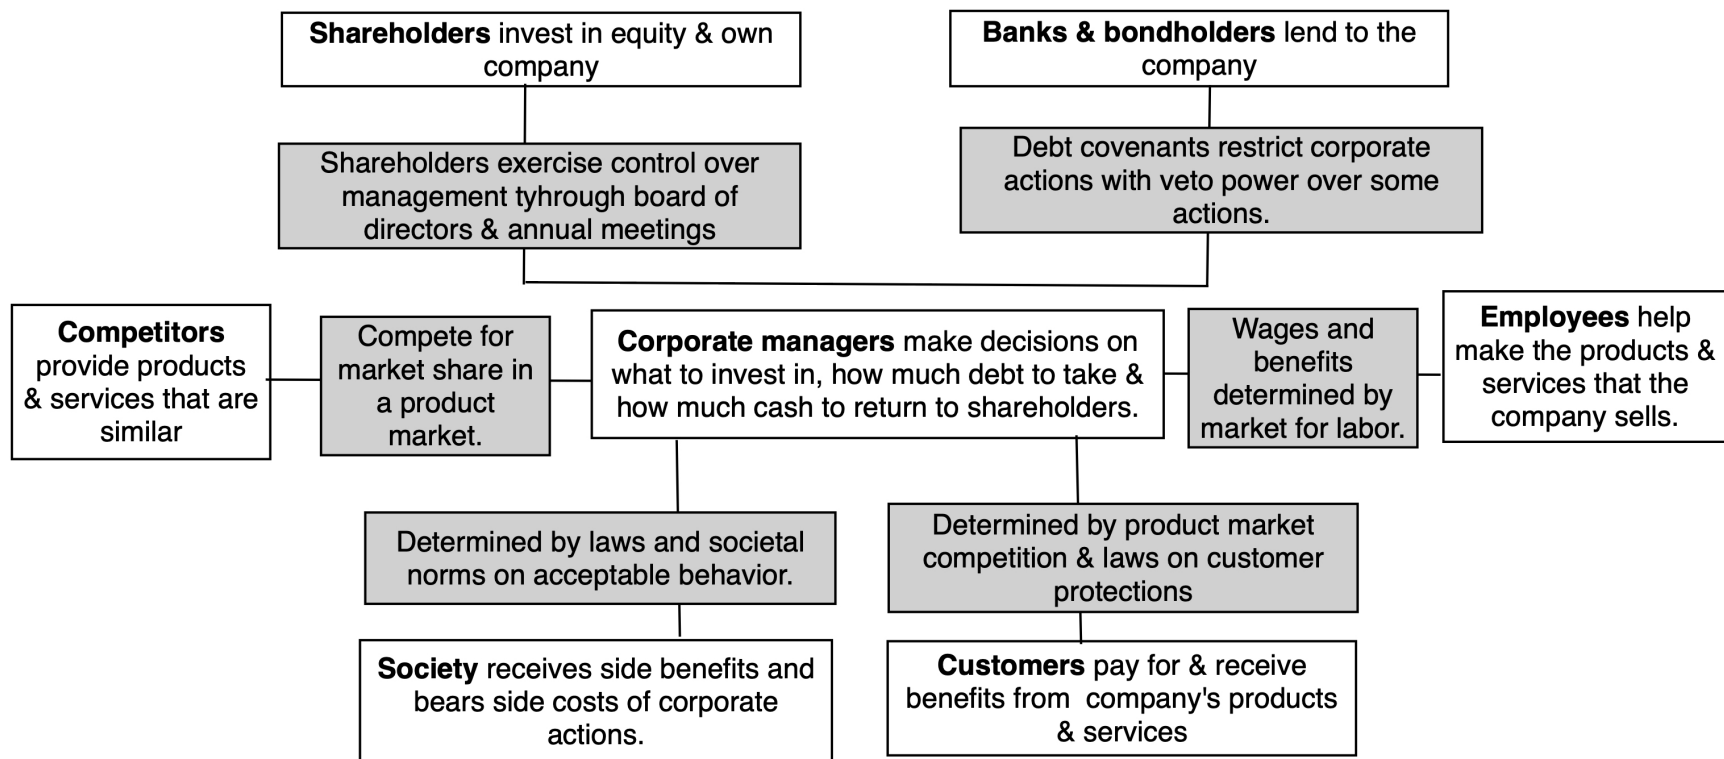 Shareholders invest in equity & own
company
Banks & bondholders lend to the
company
Shareholders exercise control over
management tyhrough board of
directors & annual meetings
Debt covenants restrict corporate
actions with veto power over some
actions.
Competitors
provide products
& services that are
similar
Compete for
market share in
a product
market.
Corporate managers make decisions on
what to invest in, how much debt to take &
how much cash to return to shareholders.
Wages and
benefits
determined by
market for labor.
Employees help
make the products &
services that the
company sells.
Determined by laws and societal
norms on acceptable behavior.
Determined by product market
competition & laws on customer
protections
Society receives side benefits and
bears side costs of corporate
actions.
Customers pay for & receive
benefits from company's products
& services